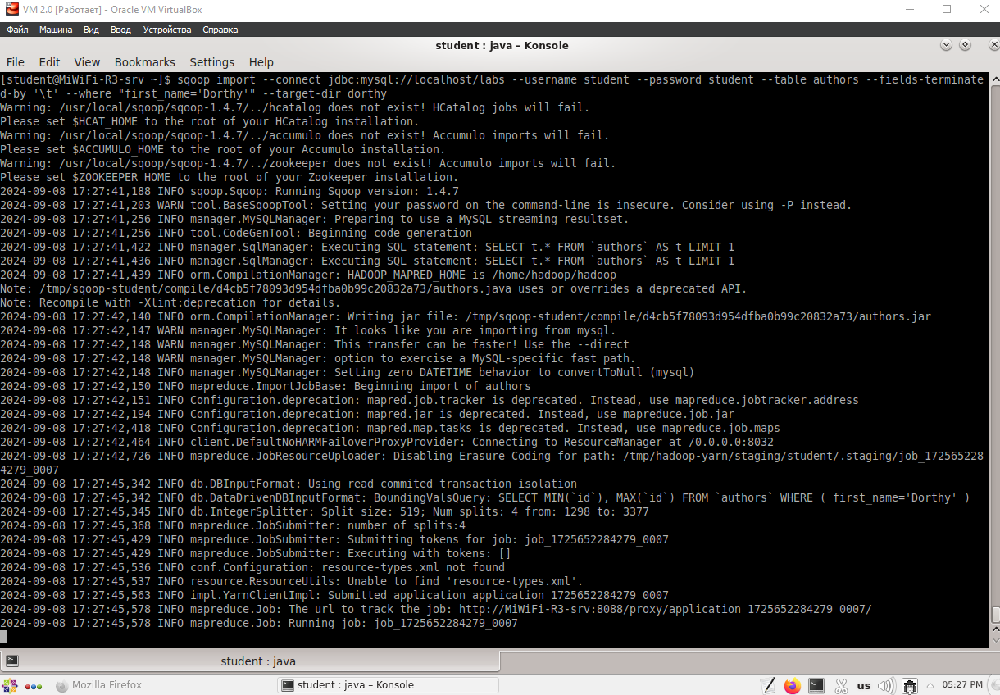 VM 2.0 [Работает] - Oracle VM VirtualBox
Файл Машина Вид Ввод Устройства Справка
student : java – Konsole
File Edit View Bookmarks Settings Help
[student@MiWiFi-R3-srv ~]$ sqoop import --connect jdbc:mysql://localhost/labs --username student --password student --table authors --fields-terminate
d-by '\t' --where "first_name='Dorthy'" --target-dir dorthy
Warning: /usr/local/sqoop/sqoop-1.4.7/../hcatalog does not exist! HCatalog jobs will fail.
Please set $HCAT_HOME to the root of your HCatalog installation.
Warning: /usr/local/sqoop/sqoop-1.4.7/../accumulo does not exist! Accumulo imports will fail.
Please set $ACCUMULO_HOME to the root of your Accumulo installation.
Warning: /usr/local/sqoop/sqoop-1.4.7/../zookeeper does not exist! Accumulo imports will fail.
Please set $ZOOKEEPER_HOME to the root of your Zookeeper installation.
2024-09-08 17:27:41,188 INFO sqoop.Sqoop: Running Sqoop version: 1.4.7
2024-09-08 17:27:41,203 WARN tool.BaseSqoopTool: Setting your password on the command-line is insecure. Consider using -P instead.
2024-09-08 17:27:41,256 INFO manager.MySQLManager: Preparing to use a MySQL streaming resultset.
2024-09-08 17:27:41,256 INFO tool.CodeGenTool: Beginning code generation
2024-09-08 17:27:41,422 INFO manager.SqlManager: Executing SQL statement: SELECT t.* FROM `authors` AS t LIMIT 1
2024-09-08 17:27:41,436 INFO manager.SqlManager: Executing SQL statement: SELECT t.* FROM `authors` AS t LIMIT 1
2024-09-08 17:27:41,439 INFO orm.CompilationManager: HADOOP_MAPRED_HOME is /home/hadoop/hadoop
Note: /tmp/sqoop-student/compile/d4cb5f78093d954dfba0b99c20832a73/authors.java uses or overrides a deprecated API.
Note: Recompile with -Xlint:deprecation for details.
2024-09-08 17:27:42,140 INFO orm.CompilationManager: Writing jar file: /tmp/sqoop-student/compile/d4cb5f78093d954dfba0b99c20832a73/authors.jar
2024-09-08 17:27:42,147 WARN manager.MySQLManager: It looks like you are importing from mysql.
2024-09-08 17:27:42,148 WARN manager.MySQLManager: This transfer can be faster! Use the --direct
2024-09-08 17:27:42,148 WARN manager.MySQLManager: option to exercise a MySQL-specific fast path.
2024-09-08 17:27:42,148 INFO manager.MySQLManager: Setting zero DATETIME behavior to convertToNull (mysql)
2024-09-08 17:27:42,150 INFO mapreduce.ImportJobBase: Beginning import of authors
2024-09-08 17:27:42,151 INFO Configuration.deprecation: mapred.job.tracker is deprecated. Instead, use mapreduce.jobtracker.address
2024-09-08 17:27:42,194 INFO Configuration.deprecation: mapred.jar is deprecated. Instead, use mapreduce.job.jar
2024-09-08 17:27:42,418 INFO Configuration.deprecation: mapred.map.tasks is deprecated. Instead, use mapreduce.job.maps
2024-09-08 17:27:42,464 INFO client.DefaultNoHARMFailoverProxyProvider: Connecting to ResourceManager at /0.0.0.0:8032
2024-09-08 17:27:42,726 INFO mapreduce.JobResourceUploader: Disabling Erasure Coding for path: /tmp/hadoop-yarn/staging/student/.staging/job_172565228
4279_0007
2024-09-08 17:27:45,342 INFO db.DBInputFormat: Using read commited transaction isolation
2024-09-08 17:27:45,342 INFO db.DataDrivenDBInputFormat: BoundingValsQuery: SELECT MIN(`id`), MAX(`id`) FROM `authors` WHERE ( first_name='Dorthy' )
2024-09-08 17:27:45,345 INFO db.IntegerSplitter: Split size: 519; Num splits: 4 from: 1298 to: 3377
2024-09-08 17:27:45,368 INFO mapreduce.JobSubmitter: number of splits:4
2024-09-08 17:27:45,429 INFO mapreduce.JobSubmitter: Submitting tokens for job: job_1725652284279_0007
2024-09-08 17:27:45,429 INFO mapreduce.JobSubmitter: Executing with tokens: []
2024-09-08 17:27:45,536 INFO conf.Configuration: resource-types.xml not found
2024-09-08 17:27:45,537 INFO resource.ResourceUtils: Unable to find 'resource-types.xml'.
2024-09-08 17:27:45,563 INFO impl.YarnClientImpl: Submitted application application_1725652284279_0007
2024-09-08 17:27:45,578 INFO mapreduce.Job: The url to track the job: http://MiWiFi-R3-srv:8088/proxy/application_1725652284279_0007/
2024-09-08 17:27:45,578 INFO mapreduce.Job: Running job: job_1725652284279_0007
student : java
Mozilla Firefox
student : java – Konsole
us
05:27 PM